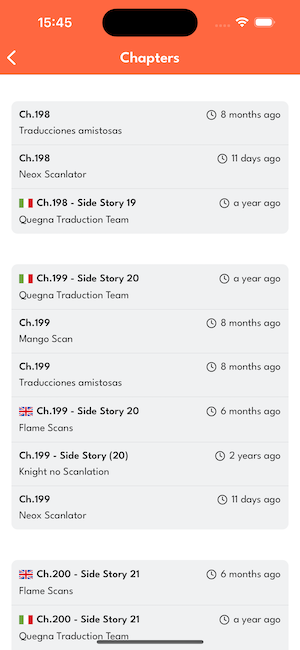 15:45
Chapters
Ch.198 8 months ago
Traducciones amistosas
Ch.198 11 days ago
Neox Scanlator
Ch.198 - Side Story 19 a year ago
Quegna Traduction Team
Ch.199 - Side Story 20 a year ago
Quegna Traduction Team
Ch.199 8 months ago
Mango Scan
Ch.199 8 months ago
Traducciones amistosas
Ch.199 - Side Story 20 6 months ago
Flame Scans
Ch.199 - Side Story (20) 2 years ago
Knight no Scanlation
Ch.199 11 days ago
Neox Scanlator
Ch.200 - Side Story 21 6 months ago
Flame Scans
Ch.200 - Side Story 21 a year ago
Quegna Traduction Team